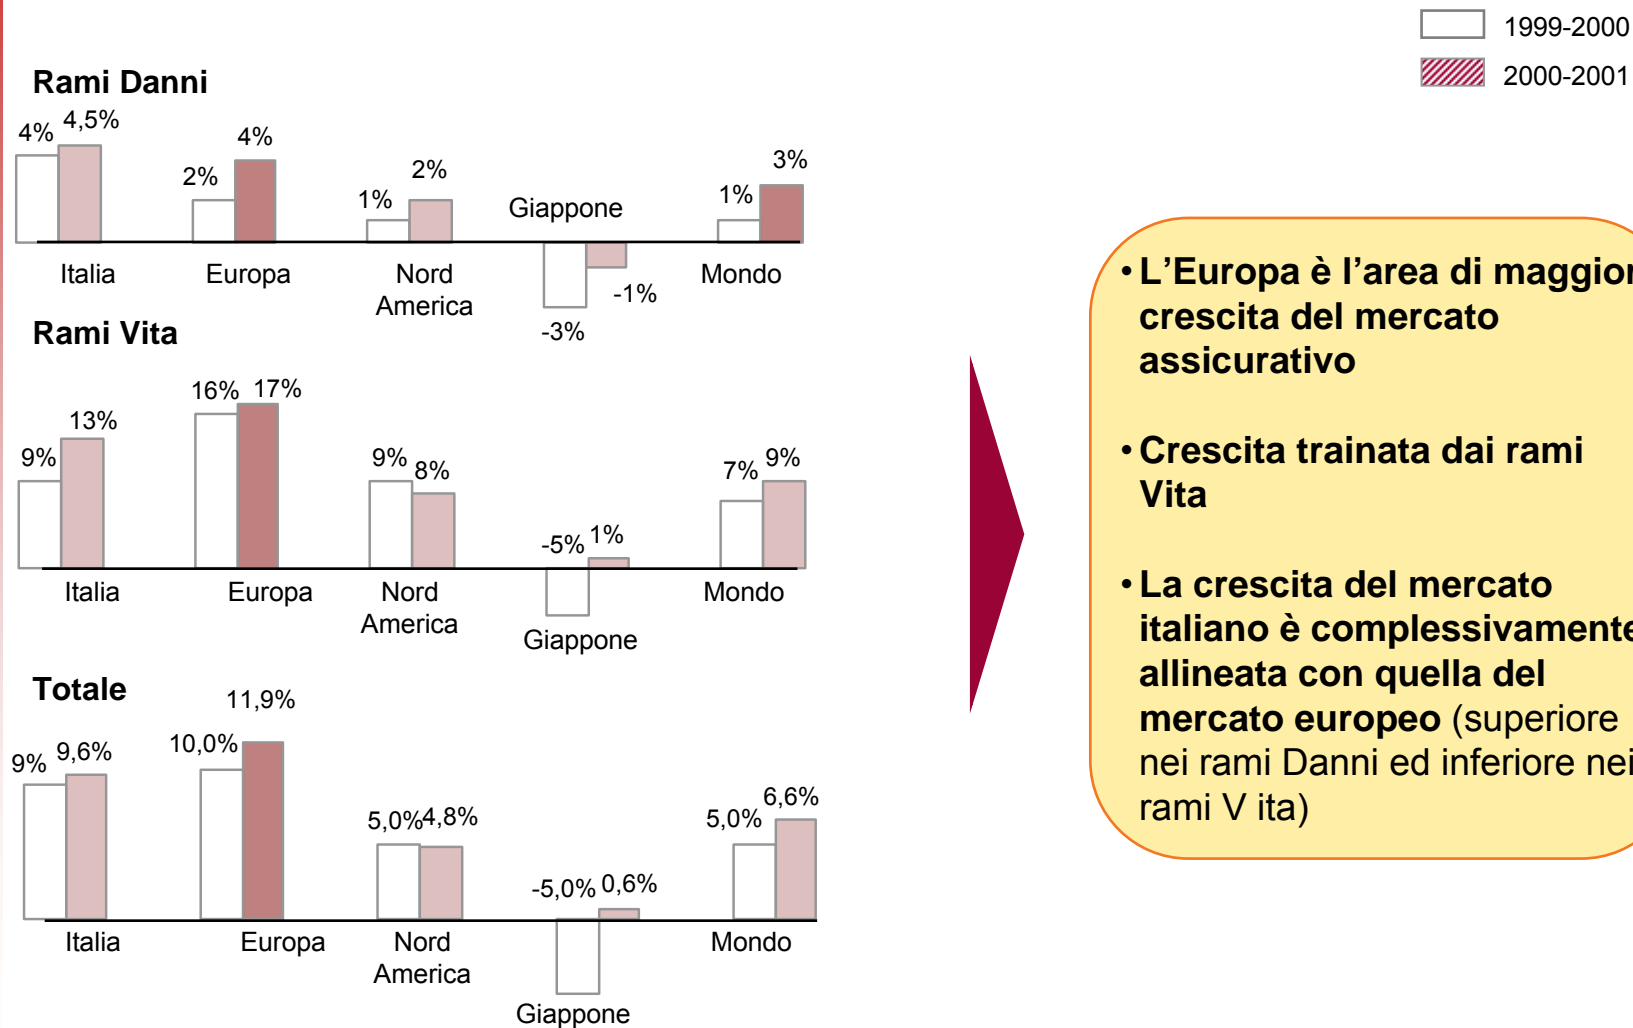 1999-2000
2000-2001
Rami Danni
4% 4,5%
2% 4%
1% 2%
Giappone
-3% -1%
1% 3%
Italia Europa Nord America Mondo
Rami Vita
9% 13%
16% 17%
9% 8%
-5% 1%
7% 9%
Italia Europa Nord America Giappone Mondo
Totale
9% 9,6%
10,0% 11,9%
5,0% 4,8%
-5,0% 0,6%
5,0% 6,6%
Italia Europa Nord America Giappone Mondo
• L’Europa è l’area di maggior
crescita del mercato
assicurativo
• Crescita trainata dai rami
Vita
• La crescita del mercato
italiano è complessivamente
allineata con quella del
mercato europeo (superiore
nei rami Danni ed inferiore nei
rami V ita)